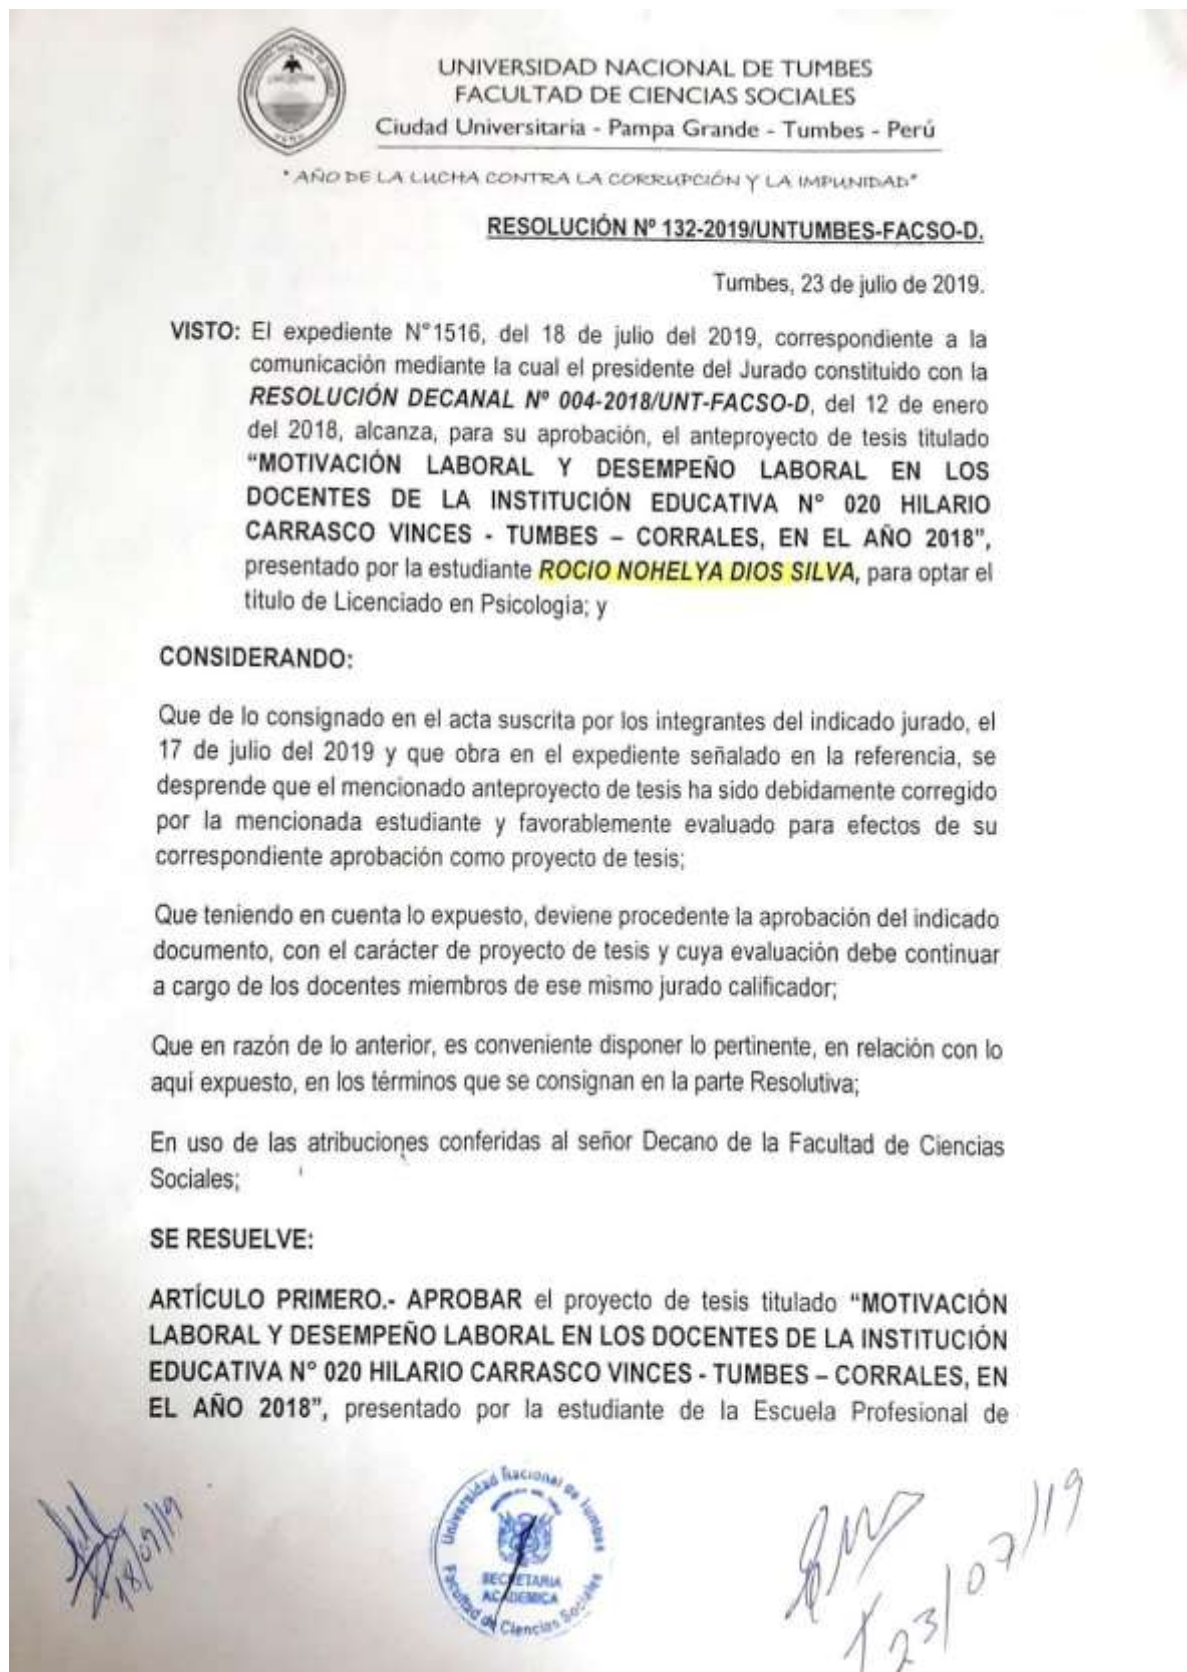 UNIVERSIDAD NACIONAL DE TUMBES
FACULTAD DE CIENCIAS SOCIALES
Ciudad Universitaria - Pampa Grande - Tumbes - Perú
"AÑO DE LA LUCHA CONTRA LA CORRUPCIÓN Y LA IMPUNIDAD"
RESOLUCIÓN Nº 132-2019/UNTUMBES-FACSO-D.
Tumbes, 23 de julio de 2019.
VISTO: El expediente N°1516, del 18 de julio del 2019, correspondiente a la
comunicación mediante la cual el presidente del Jurado constituido con la
RESOLUCIÓN DECANAL Nº 004-2018/UNT-FACSO-D, del 12 de enero
del 2018, alcanza, para su aprobación, el anteproyecto de tesis titulado
“MOTIVACIÓN LABORAL Y DESEMPEÑO LABORAL EN LOS
DOCENTES DE LA INSTITUCIÓN EDUCATIVA N° 020 HILARIO
CARRASCO VINCES - TUMBES – CORRALES, EN EL AÑO 2018”,
presentado por la estudiante ROCIO NOHELYA DIOS SILVA, para optar el
título de Licenciado en Psicología; y
CONSIDERANDO:
Que de lo consignado en el acta suscrita por los integrantes del indicado jurado, el
17 de julio del 2019 y que obra en el expediente señalado en la referencia, se
desprende que el mencionado anteproyecto de tesis ha sido debidamente corregido
por la mencionada estudiante y favorablemente evaluado para efectos de su
correspondiente aprobación como proyecto de tesis;
Que teniendo en cuenta lo expuesto, deviene procedente la aprobación del indicado
documento, con el carácter de proyecto de tesis y cuya evaluación debe continuar
a cargo de los docentes miembros de ese mismo jurado calificador;
Que en razón de lo anterior, es conveniente disponer lo pertinente, en relación con lo
aquí expuesto, en los términos que se consignan en la parte Resolutiva;
En uso de las atribuciones conferidas al señor Decano de la Facultad de Ciencias
Sociales;
SE RESUELVE:
ARTÍCULO PRIMERO.- APROBAR el proyecto de tesis titulado “MOTIVACIÓN
LABORAL Y DESEMPEÑO LABORAL EN LOS DOCENTES DE LA INSTITUCIÓN
EDUCATIVA N° 020 HILARIO CARRASCO VINCES - TUMBES – CORRALES, EN
EL AÑO 2018”, presentado por la estudiante de la Escuela Profesional de
18/07/19
Universidad Nacional de Tumbes
SECRETARIA
ACADEMICA
Facultad de Ciencias Sociales
23/07/19